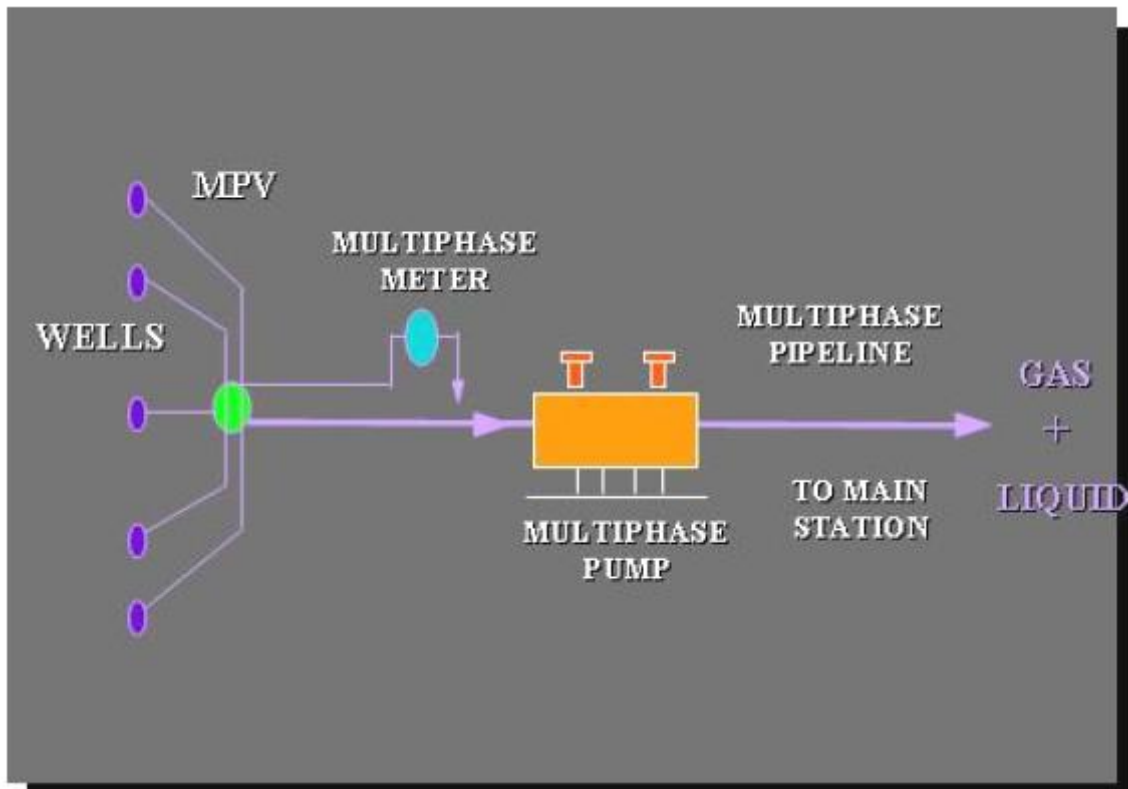 MPV
MULTIPHASE
METER
WELLS
MULTIPHASE
PIPELINE
GAS
+
LIQUID
TO MAIN
STATION
MULTIPHASE
PUMP